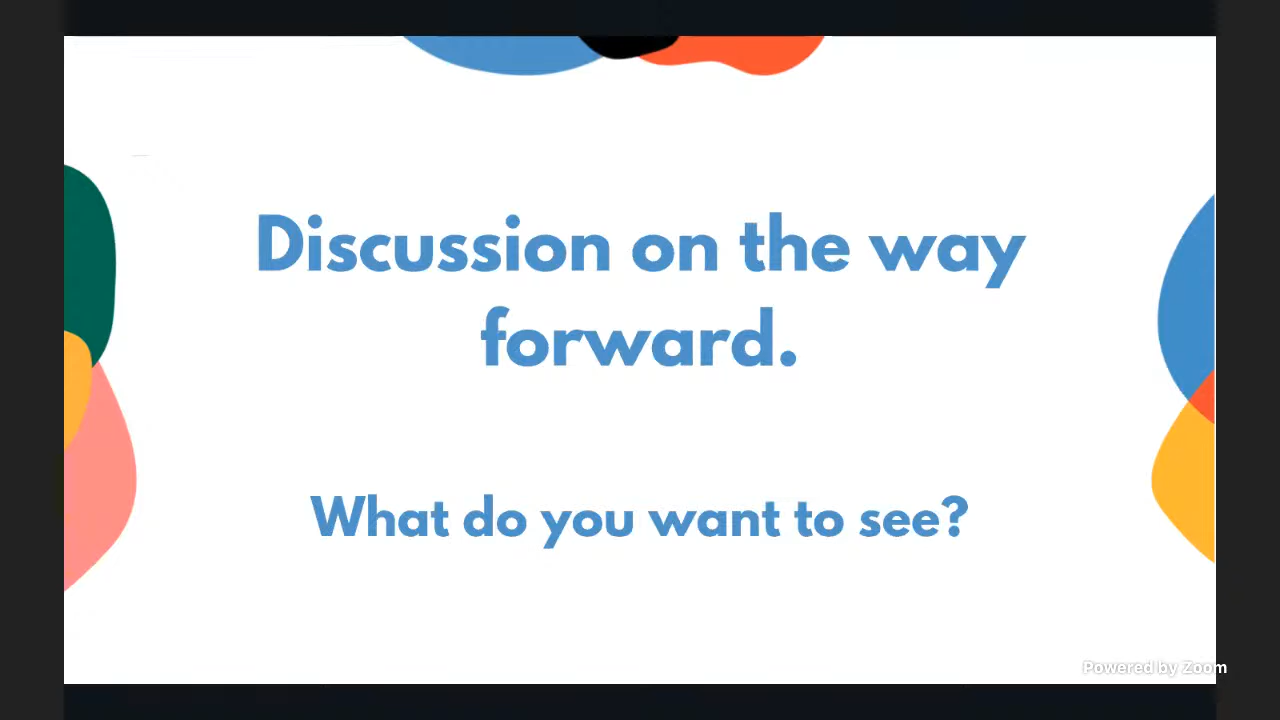 Discussion on the way
forward.
What do you want to see?
Powered by Zoom